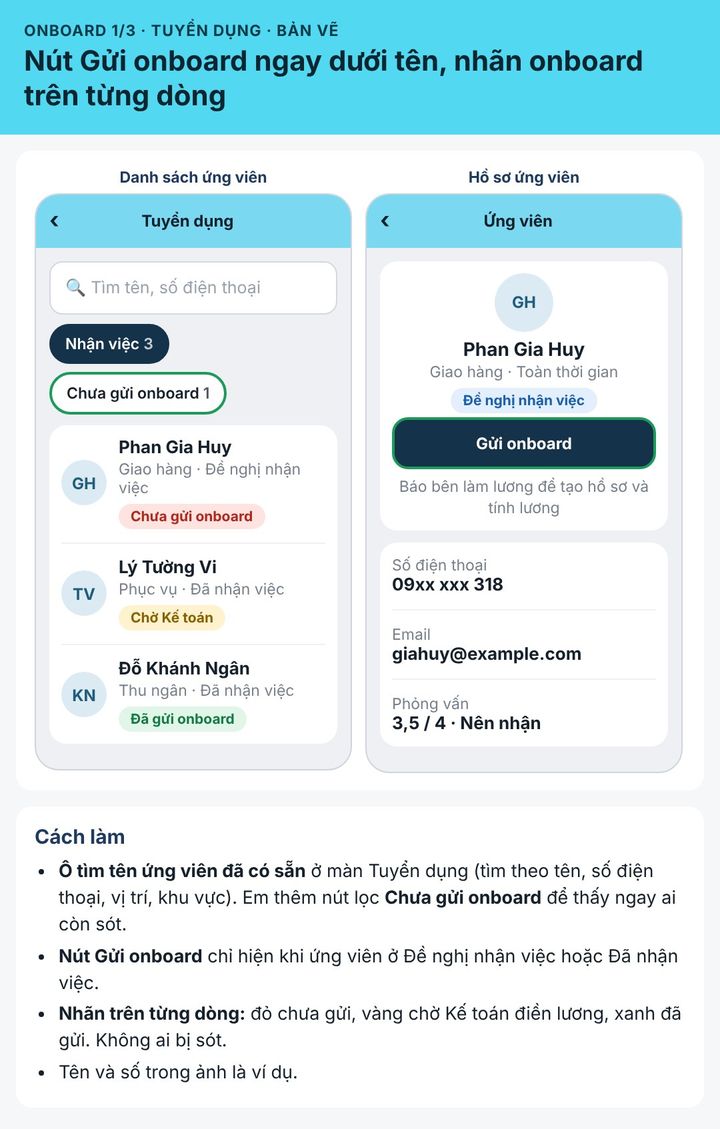 ONBOARD 1/3 · TUYỂN DỤNG · BẢN VẼ
Nút Gửi onboard ngay dưới tên, nhãn onboard
trên từng dòng
Danh sách ứng viên
‹ Tuyển dụng
🔍 Tìm tên, số điện thoại
Nhận việc 3
Chưa gửi onboard 1
GH
Phan Gia Huy
Giao hàng · Đề nghị nhận
việc
Chưa gửi onboard
TV
Lý Tường Vi
Phục vụ · Đã nhận việc
Chờ Kế toán
KN
Đỗ Khánh Ngân
Thu ngân · Đã nhận việc
Đã gửi onboard
Hồ sơ ứng viên
‹ Ứng viên
GH
Phan Gia Huy
Giao hàng · Toàn thời gian
Đề nghị nhận việc
Gửi onboard
Báo bên làm lương để tạo hồ sơ và
tính lương
Số điện thoại
09xx xxx 318
Email
giahuy@example.com
Phỏng vấn
3,5 / 4 · Nên nhận
Cách làm
• Ô tìm tên ứng viên đã có sẵn ở màn Tuyển dụng (tìm theo tên, số điện
thoại, vị trí, khu vực). Em thêm nút lọc Chưa gửi onboard để thấy ngay ai
còn sót.
• Nút Gửi onboard chỉ hiện khi ứng viên ở Đề nghị nhận việc hoặc Đã nhận
việc.
• Nhãn trên từng dòng: đỏ chưa gửi, vàng chờ Kế toán điền lương, xanh đã
gửi. Không ai bị sót.
• Tên và số trong ảnh là ví dụ.